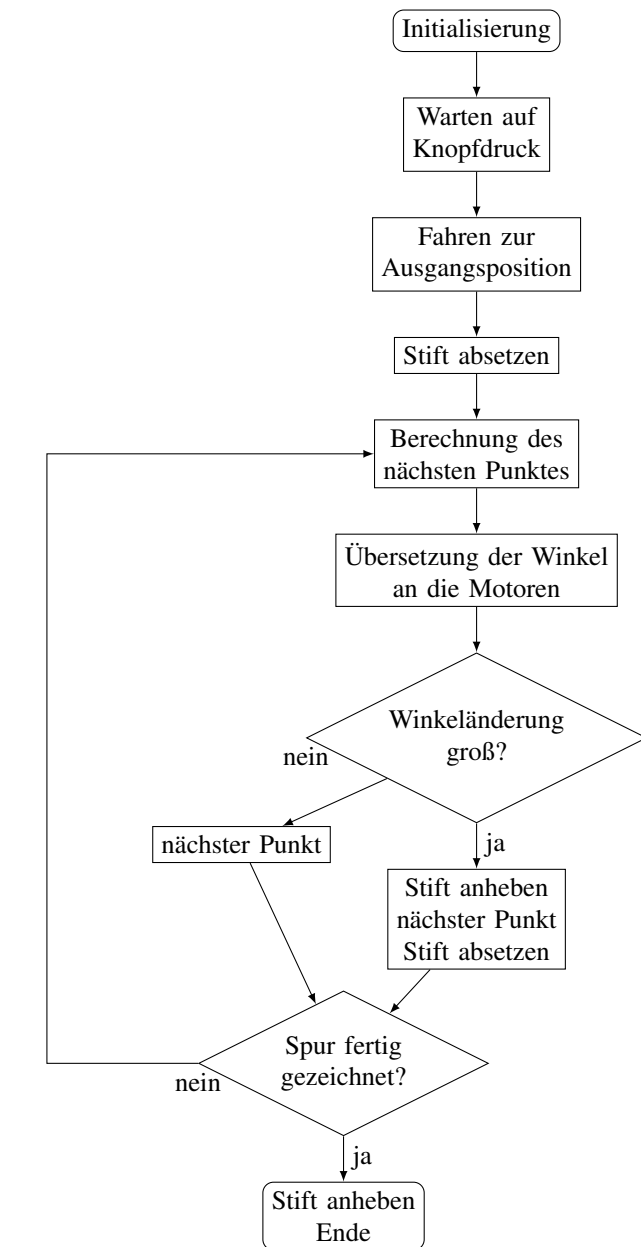 Initialisierung
Warten auf
Knopfdruck
Fahren zur
Ausgangsposition
Stift absetzen
Berechnung des
nächsten Punktes
Übersetzung der Winkel
an die Motoren
Winkeländerung
groß?
nein
nächster Punkt
ja
Stift anheben
nächster Punkt
Stift absetzen
Spur fertig
gezeichnet?
nein
ja
Stift anheben
Ende